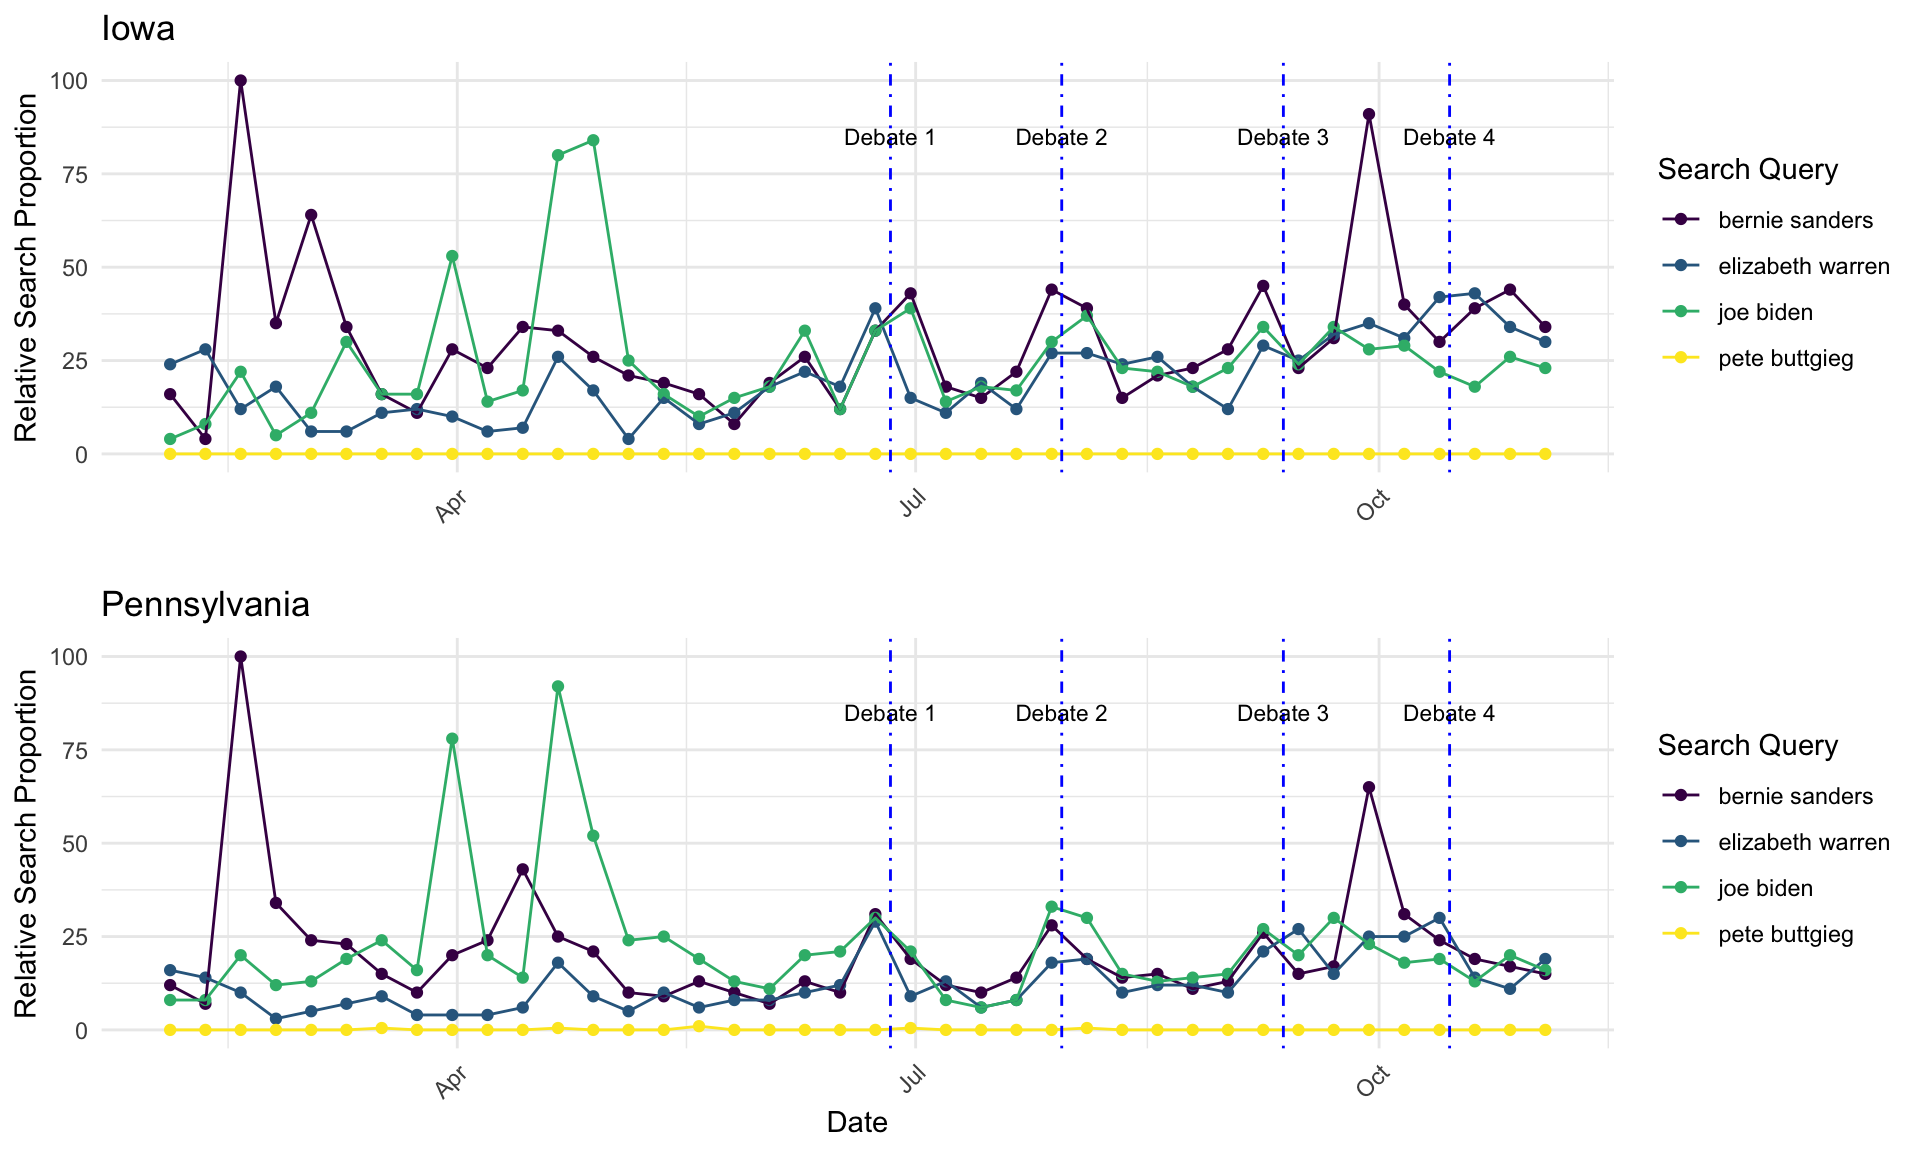 Iowa
Relative Search Proportion
100
75
50
25
0
Debate 1
Debate 2
Debate 3
Debate 4
Apr
Jul
Oct
Search Query
bernie sanders
elizabeth warren
joe biden
pete buttgieg
Pennsylvania
Relative Search Proportion
100
75
50
25
0
Debate 1
Debate 2
Debate 3
Debate 4
Apr
Jul
Oct
Date
Search Query
bernie sanders
elizabeth warren
joe biden
pete buttgieg